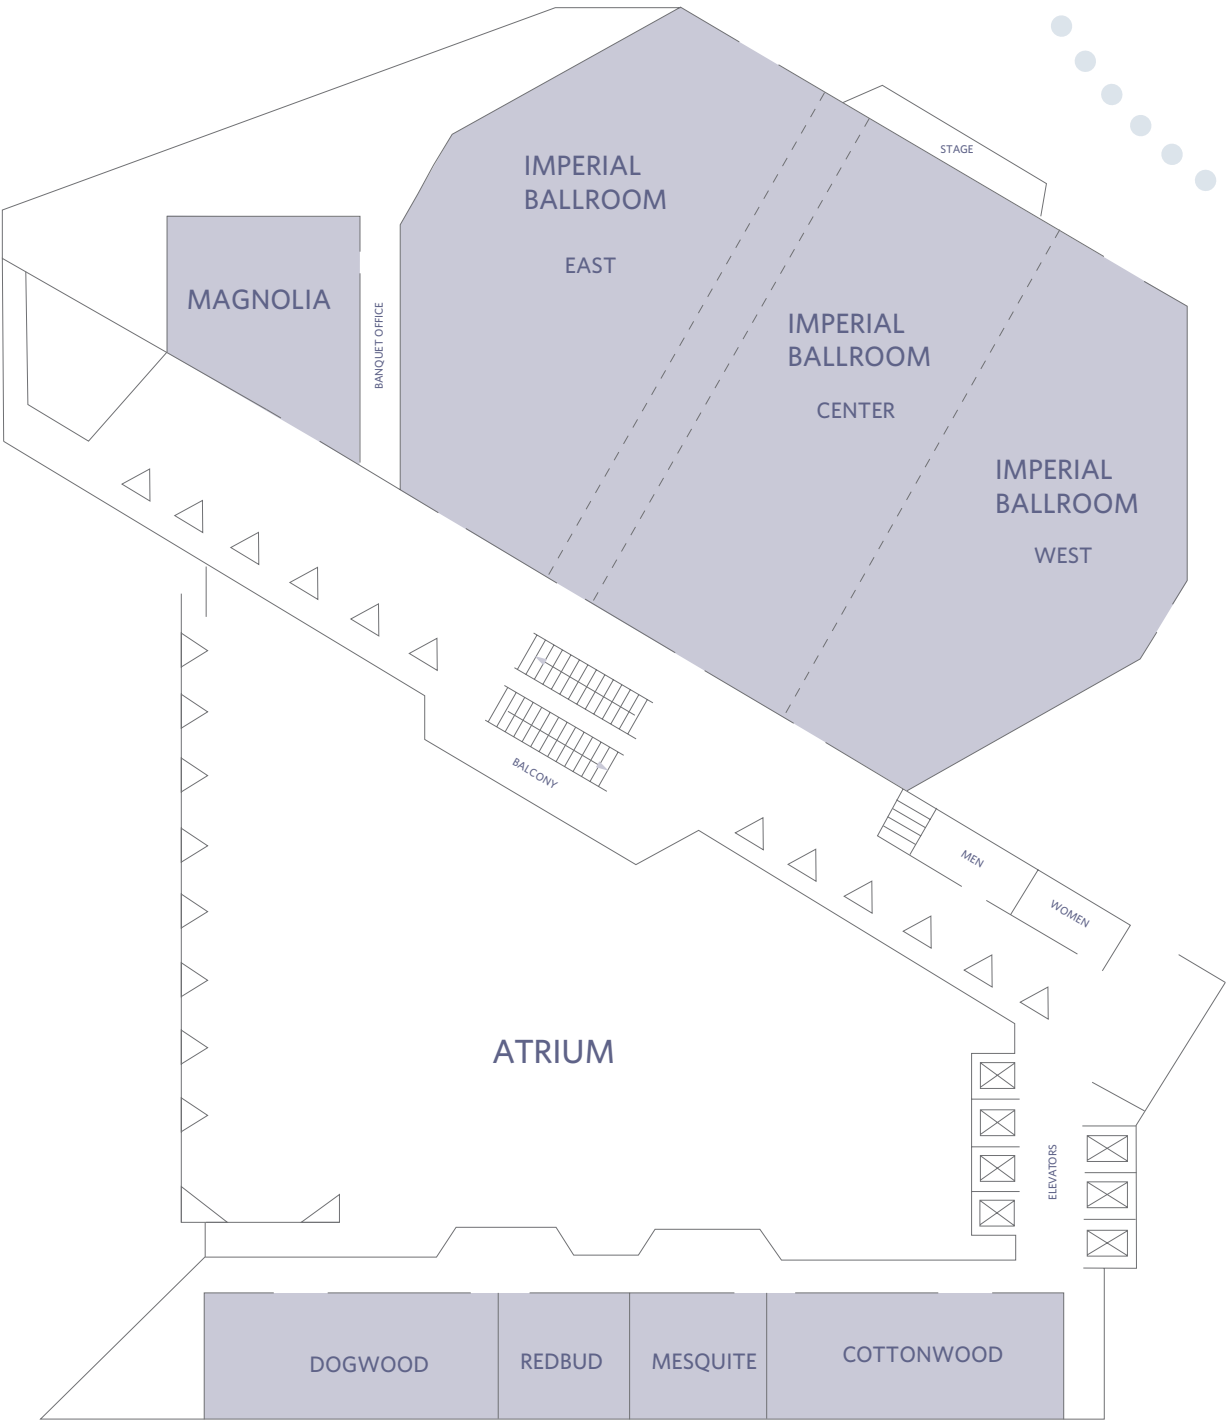 STAGE
IMPERIAL
BALLROOM
EAST
MAGNOLIA
BANQUET OFFICE
IMPERIAL
BALLROOM
CENTER
IMPERIAL
BALLROOM
WEST
BALCONY
MEN
WOMEN
ATRIUM
ELEVATORS
DOGWOOD
REDBUD
MESQUITE
COTTONWOOD